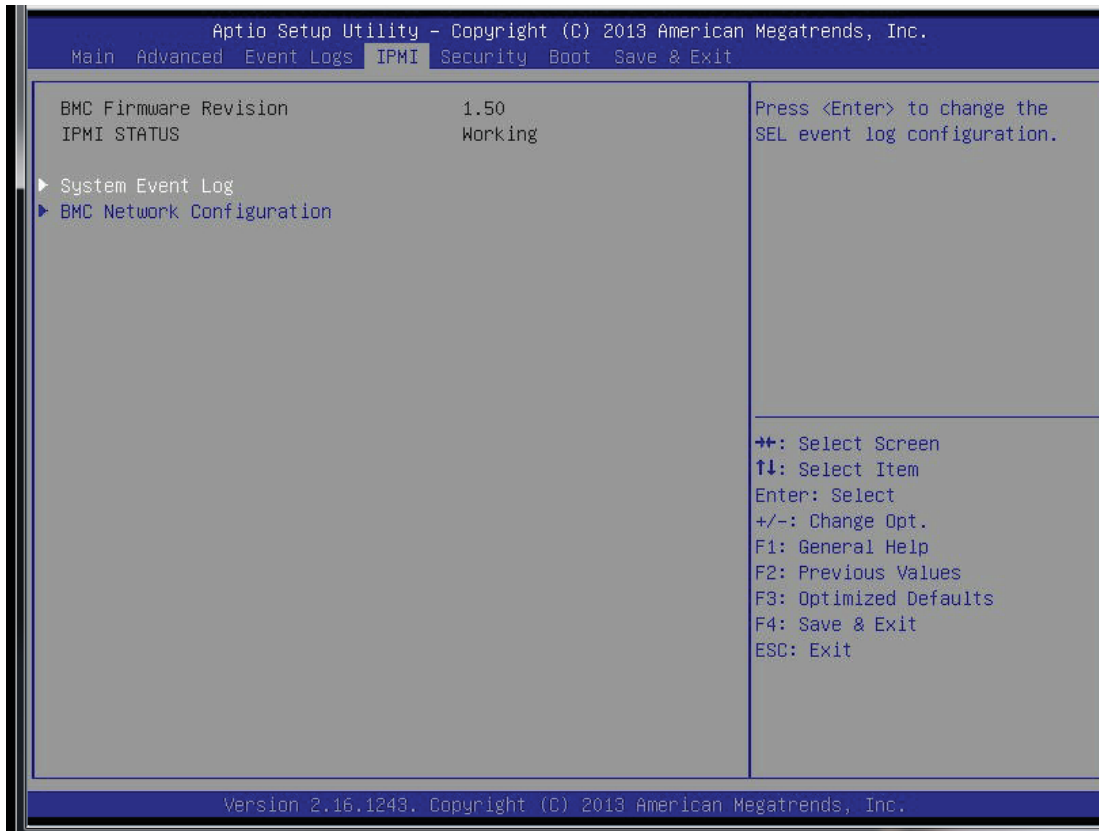 Aptio Setup Utility – Copyright (C) 2013 American Megatrends, Inc.
Main Advanced Event Logs IPMI Security Boot Save & Exit
BMC Firmware Revision 1.50
IPMI STATUS Working
▶ System Event Log
▶ BMC Network Configuration
Press <Enter> to change the
SEL event log configuration.
→←: Select Screen
↑↓: Select Item
Enter: Select
+/-: Change Opt.
F1: General Help
F2: Previous Values
F3: Optimized Defaults
F4: Save & Exit
ESC: Exit
Version 2.16.1243. Copyright (C) 2013 American Megatrends, Inc.